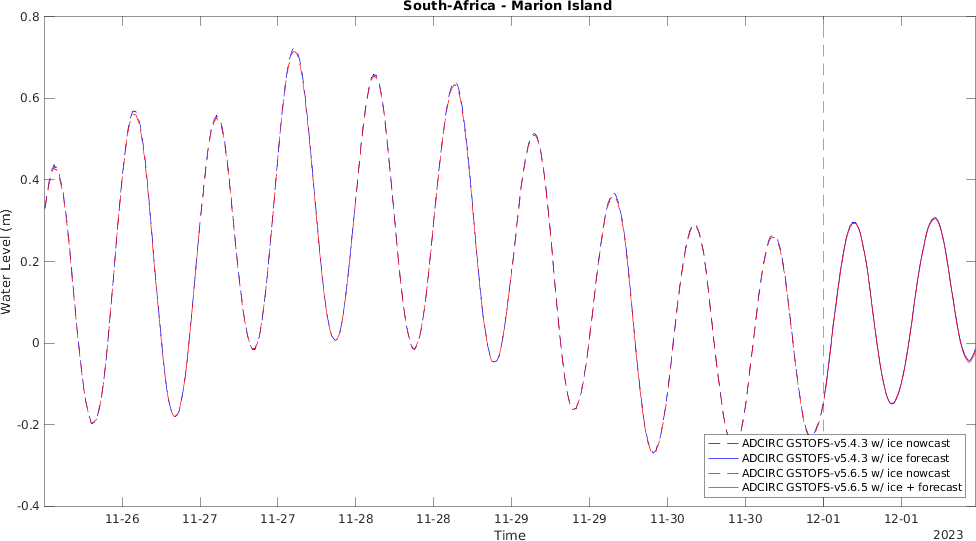 South-Africa - Marion Island
Water Level (m)
0.8
0.6
0.4
0.2
0
-0.2
-0.4
ADCIRC GSTOFS-v5.4.3 w/ ice nowcast
ADCIRC GSTOFS-v5.4.3 w/ ice forecast
ADCIRC GSTOFS-v5.6.5 w/ ice nowcast
ADCIRC GSTOFS-v5.6.5 w/ ice + forecast
11-26 11-27 11-27 11-28 11-28 11-29 11-29 11-30 11-30 12-01 12-01
Time
2023